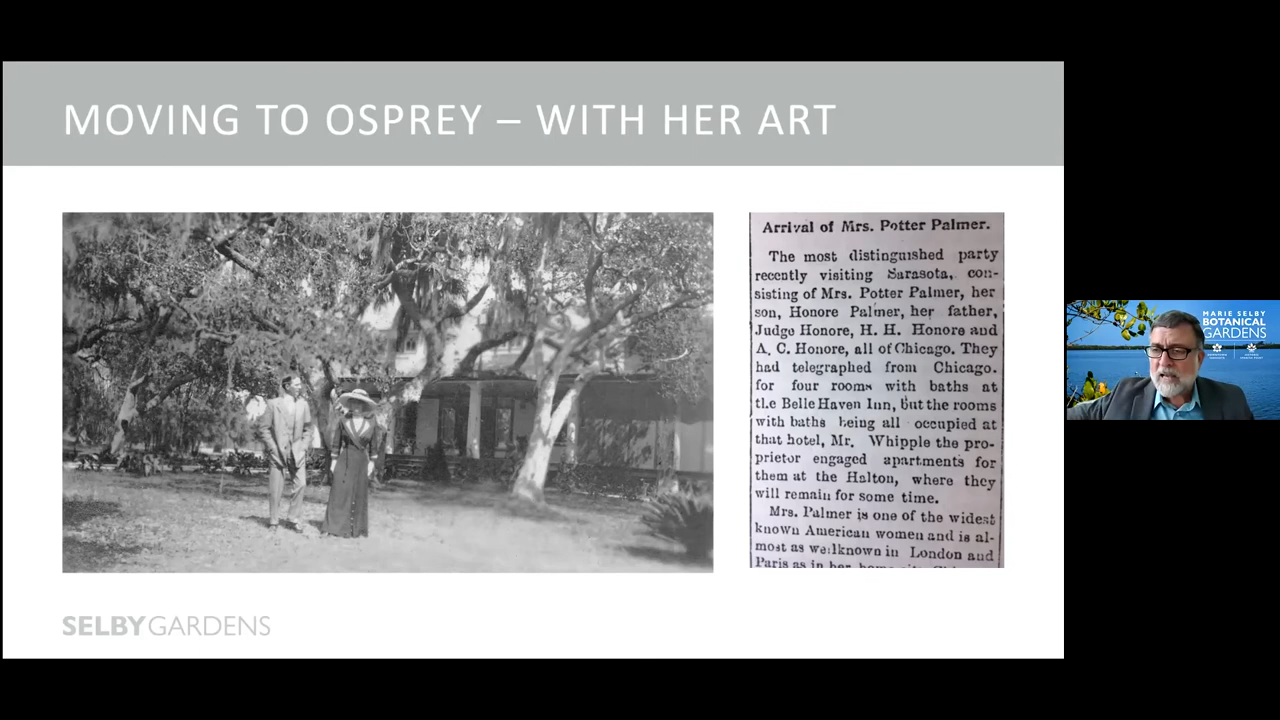 MOVING TO OSPREY – WITH HER ART
Arrival of Mrs. Potter Palmer.
The most distinguished party
recently visiting Sarasota, con-
sisting of Mrs. Potter Palmer, her
son, Honore Palmer, her father,
Judge Honore, H. H. Honore and
A. C. Honore, all of Chicago. They
had telegraphed from Chicago.
for four rooms with baths at
the Belle Haven Inn, but the rooms
with baths being all occupied at
that hotel, Mr. Whipple the pro-
prietor engaged apartments for
them at the Halton, where they
will remain for some time.
Mrs. Palmer is one of the widest
known American women and is al-
most as well known in London and
Paris as in her home
SELBY GARDENS
MARIE SELBY
BOTANICAL
GARDENS